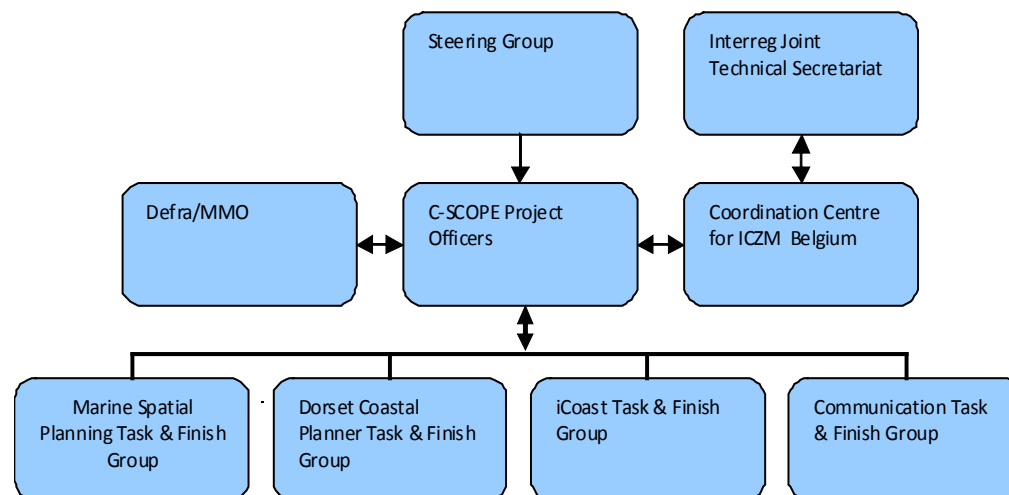 Steering Group
Interreg Joint
Technical Secretariat
Defra/MMO
C-SCOPE Project
Officers
Coordination Centre
for ICZM Belgium
Marine Spatial
Planning Task & Finish
Group
Dorset Coastal
Planner Task & Finish
Group
iCoast Task & Finish
Group
Communication Task
& Finish Group